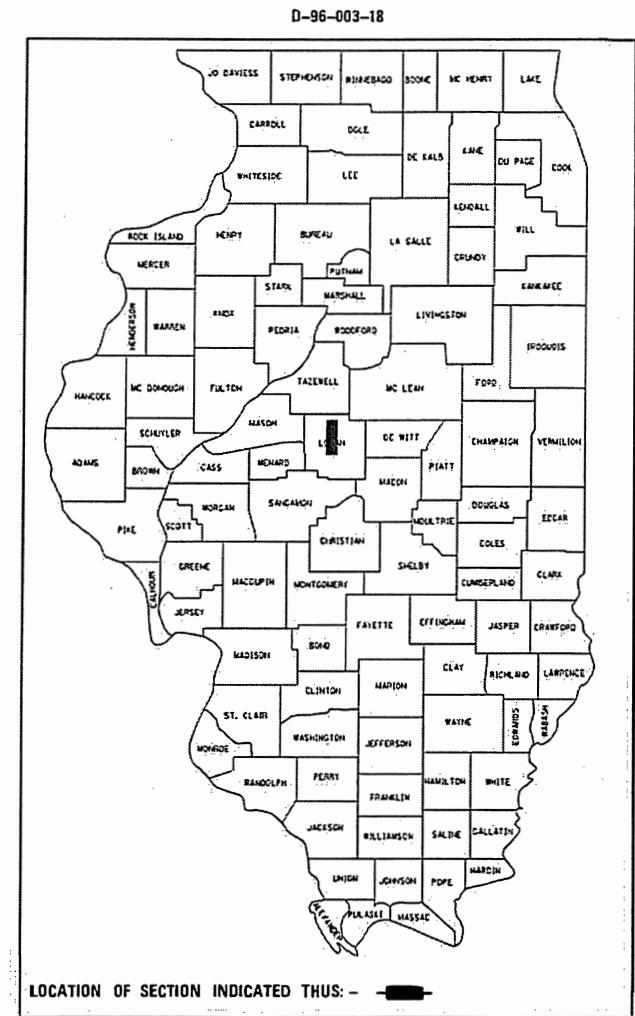 D-96-003-18
JO DAVIESS STEPHENSON WINNEBAGO BOONE MC HENRY LAKE
CARROLL OGLE DE KALB KANE DU PAGE COOK
WHITESIDE LEE
KENDALL WILL
ROCK ISLAND HENRY BUREAU LA SALLE
MERCER PUTNAM GRUNDY
STARK MARSHALL KANKAKEE
HENDERSON WARREN KNOX PEORIA WOODFORD LIVINGSTON IROQUOIS
HANCOCK MC DONOUGH FULTON TAZEWELL MC LEAN FORD
SCHUYLER MASON
ADAMS BROWN CASS MENARD LOGAN DE WITT PIATT CHAMPAIGN VERMILION
MACON
PIKE SCOTT MORGAN SANGAMON MOULTRIE DOUGLAS EDGAR
CHRISTIAN COLES
CALHOUN GREENE MACOUPIN MONTGOMERY SHELBY CUMBERLAND CLARK
JERSEY
FAYETTE EFFINGHAM JASPER CRAWFORD
MADISON BOND
CLAY RICHLAND LAWRENCE
CLINTON MARION
ST. CLAIR WAYNE EDWARDS WABASH
MONROE WASHINGTON JEFFERSON
RANDOLPH PERRY HAMILTON WHITE
FRANKLIN
JACKSON WILLIAMSON SALINE GALLATIN
UNION JOHNSON POPE HARDIN
ALEXANDER PULASKI MASSAC
LOCATION OF SECTION INDICATED THUS: -